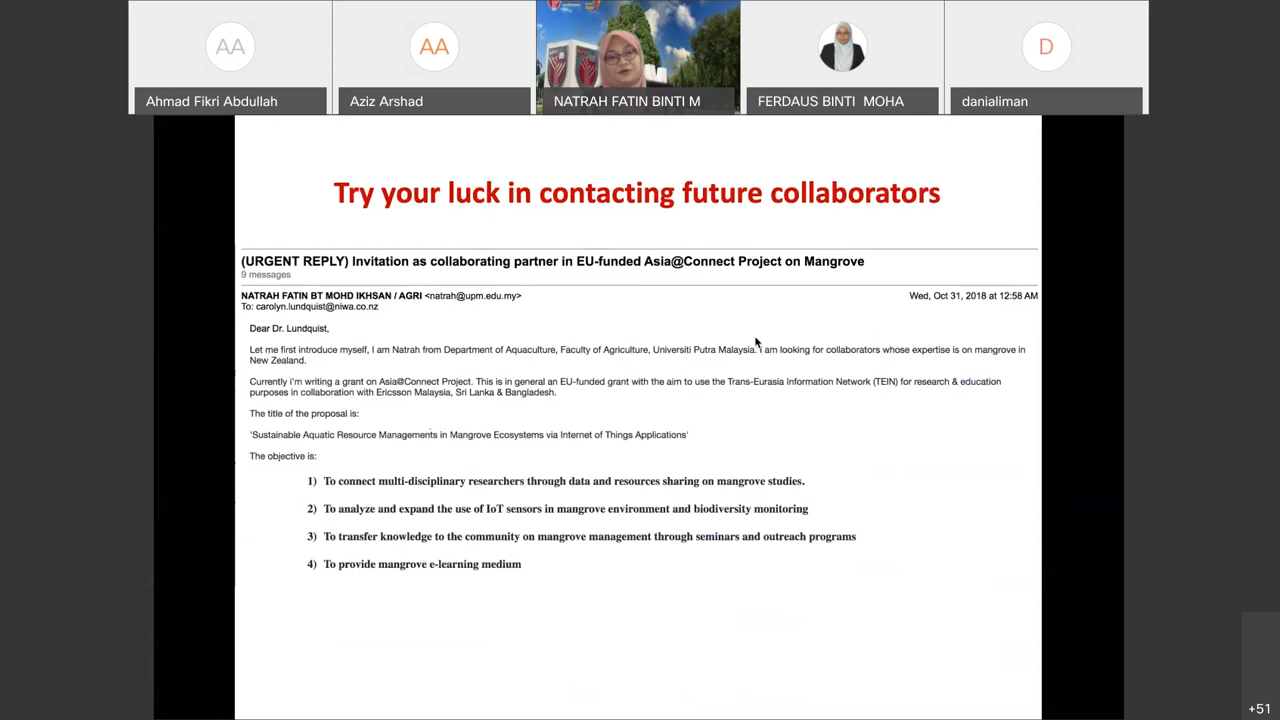 AA
AA
D
Ahmad Fikri Abdullah
Aziz Arshad
NATRAH FATIN BINTI M
FERDAUS BINTI MOHA
danialiman
Try your luck in contacting future collaborators
(URGENT REPLY) Invitation as collaborating partner in EU-funded Asia@Connect Project on Mangrove
9 messages
NATRAH FATIN BT MOHD IKHSAN / AGRI <natrah@upm.edu.my>
Wed, Oct 31, 2018 at 12:58 AM
To: carolyn.lundquist@niwa.co.nz
Dear Dr. Lundquist,
Let me first introduce myself, I am Natrah from Department of Aquaculture, Faculty of Agriculture, Universiti Putra Malaysia. I am looking for collaborators whose expertise is on mangrove in
New Zealand.
Currently i'm writing a grant on Asia@Connect Project. This is in general an EU-funded grant with the aim to use the Trans-Eurasia Information Network (TEIN) for research & education
purposes in collaboration with Ericsson Malaysia, Sri Lanka & Bangladesh.
The title of the proposal is:
'Sustainable Aquatic Resource Managements in Mangrove Ecosystems via Internet of Things Applications'
The objective is:
1) To connect multi-disciplinary researchers through data and resources sharing on mangrove studies.
2) To analyze and expand the use of IoT sensors in mangrove environment and biodiversity monitoring
3) To transfer knowledge to the community on mangrove management through seminars and outreach programs
4) To provide mangrove e-learning medium
+51